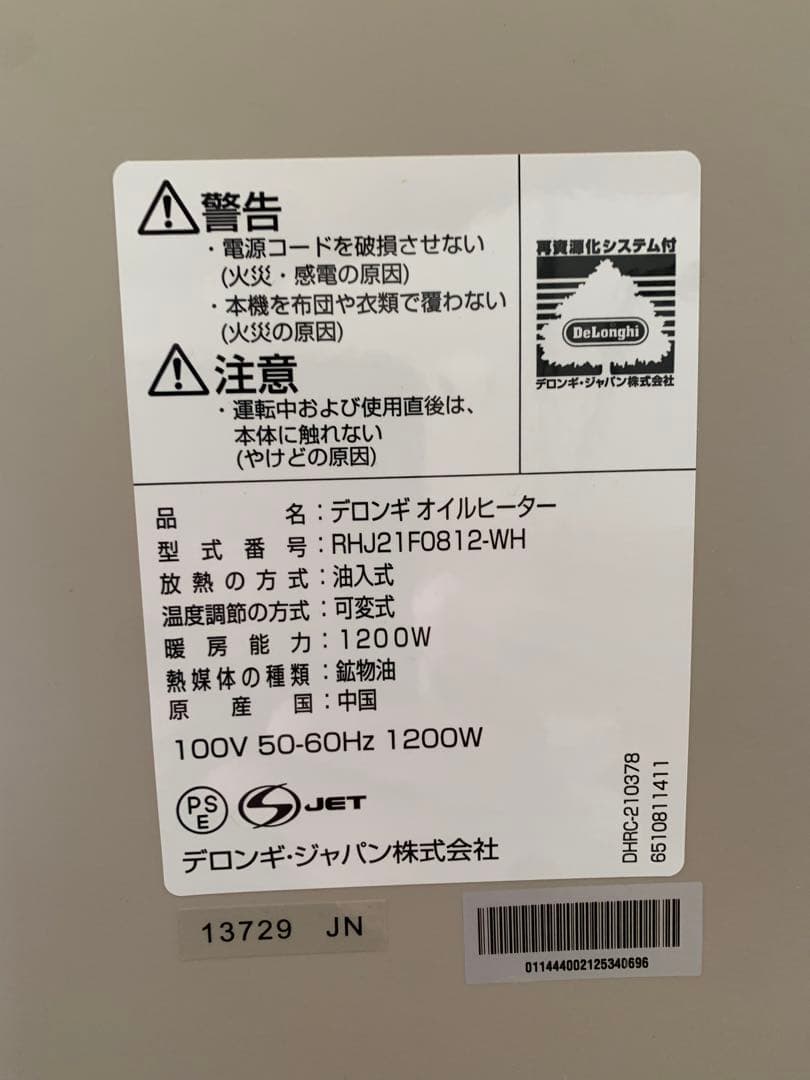 警告
・電源コードを破損させない
(火災・感電の原因)
・本機を布団や衣類で覆わない
(火災の原因)
注意
・運転中および使用直後は、
本体に触れない
(やけどの原因)
再資源化システム付
DeLonghi
デロンギ・ジャパン株式会社
品名：デロンギ オイルヒーター
型式番号：RHJ21F0812-WH
放熱の方式：油入式
温度調節の方式：可変式
暖房能力：1200W
熱媒体の種類：鉱物油
原産国：中国
100V 50-60Hz 1200W
PSE
JET
デロンギ・ジャパン株式会社
DHRC-210378
6510811411
13729 JN
011444002125340696